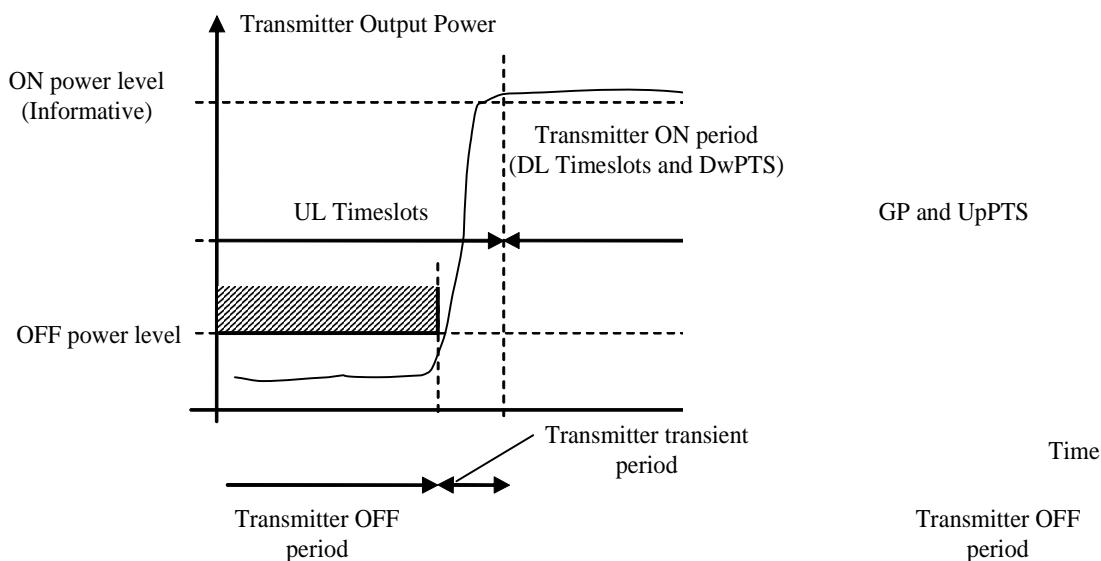 Transmitter Output Power
ON power level
(Informative)
Transmitter ON period
(DL Timeslots and DwPTS)
UL Timeslots
GP and UpPTS
OFF power level
Transmitter transient
period
Time
Transmitter OFF
period
Transmitter OFF
period